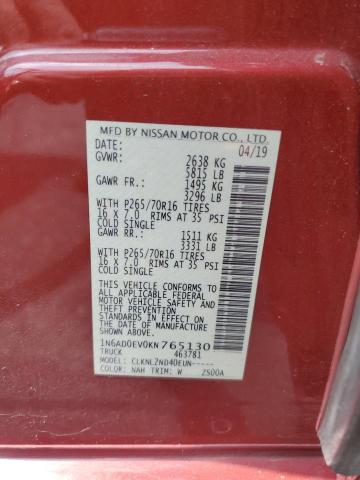 MFD BY NISSAN MOTOR CO., LTD.
DATE: 04/19
GVWR: 2638 KG
5815 LB
GAWR FR.: 1495 KG
3296 LB
WITH P265/70R16 TIRES
16 X 7.0 RIMS AT 35 PSI
COLD SINGLE
GAWR RR.: 1511 KG
3331 LB
WITH P265/70R16 TIRES
16 X 7.0 RIMS AT 35 PSI
COLD SINGLE
THIS VEHICLE CONFORMS TO
ALL APPLICABLE FEDERAL
MOTOR VEHICLE SAFETY AND
THEFT PREVENTION STANDARDS
IN EFFECT ON THE DATE OF
MANUFACTURE SHOWN ABOVE.
1N6AD0EV0KN765130
TRUCK 463781
MODEL: CLKNLZND40EUN-----
COLOR: NAH TRIM: W 2S00A